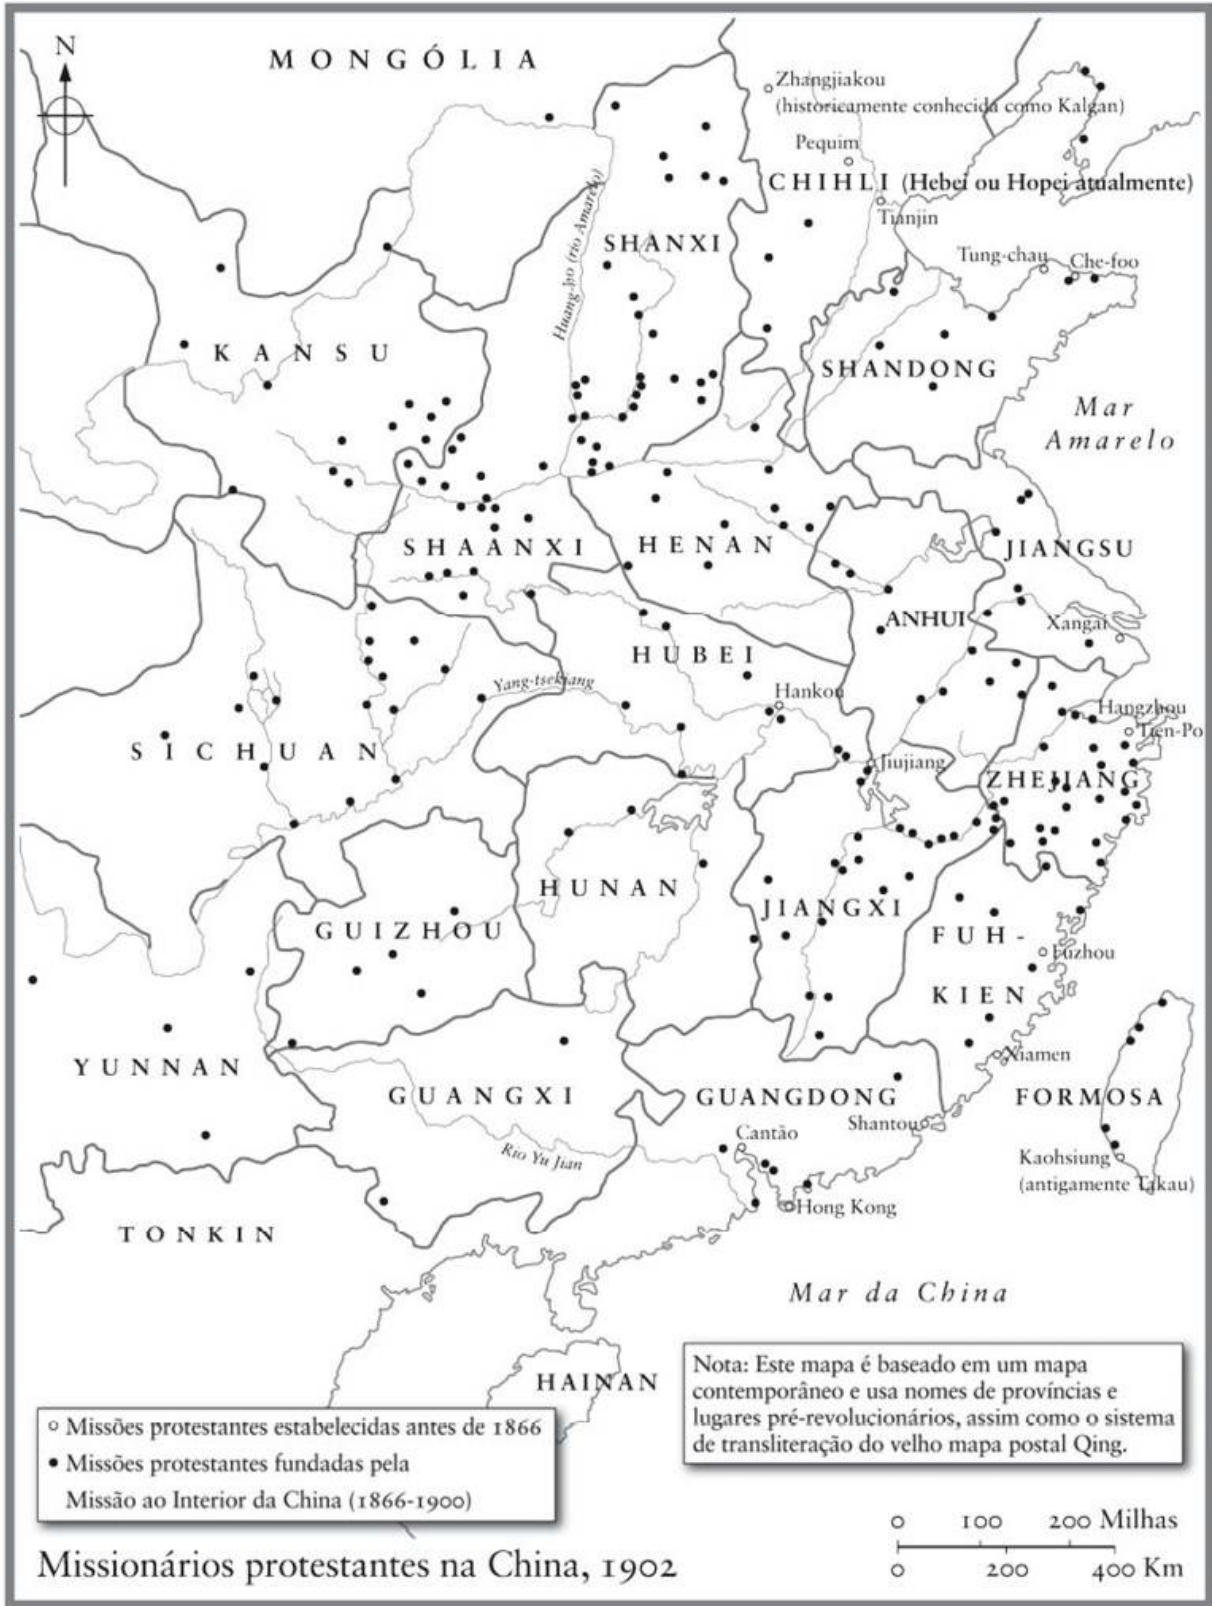 N
MONGÓLIA
Zhangjiakou
(historicamente conhecida como Kalgan)
Pequim
CHIHLI (Hebei ou Hopei atualmente)
Tianjin
Huang-ho (rio Amarelo)
SHANXI
Tung-chau
Che-foo
KANSU
SHANDONG
Mar
Amarelo
SHAANXI
HENAN
JIANGSU
ANHUI
Xangai
HUBEI
Yang-tsekiang
Hankou
Hangzhou
Tien-Po
SICHUAN
Jiujiang
ZHEJIANG
HUNAN
JIANGXI
GUIZHOU
FUH-
KIEN
Fuzhou
Xiamen
YUNNAN
GUANGXI
GUANGDONG
FORMOSA
Shantou
Cantão
Rio Yu Jian
Kaohsiung
(antigamente Takau)
Hong Kong
TONKIN
Mar da China
HAINAN
Nota: Este mapa é baseado em um mapa
contemporâneo e usa nomes de províncias e
lugares pré-revolucionários, assim como o sistema
de transliteração do velho mapa postal Qing.
Missões protestantes estabelecidas antes de 1866
Missões protestantes fundadas pela
Missão ao Interior da China (1866-1900)
0 100 200 Milhas
0 200 400 Km
Missionários protestantes na China, 1902